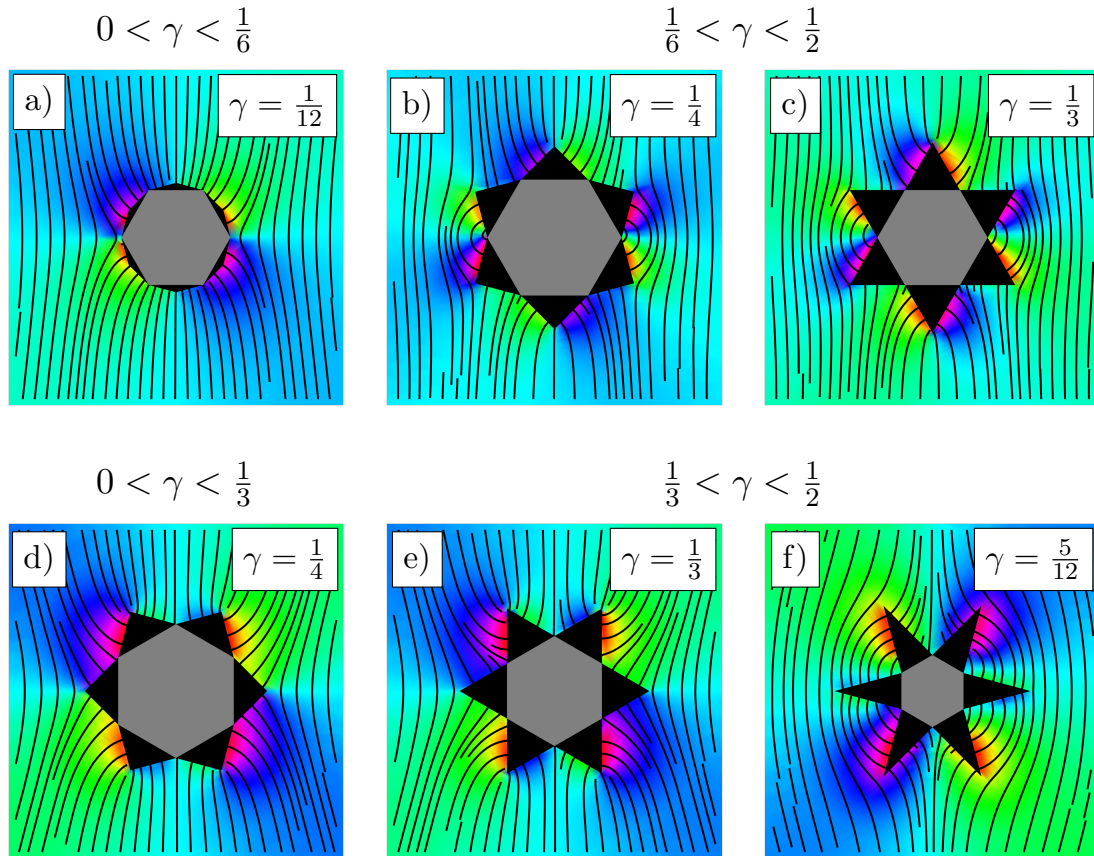 0 < γ < 1/6
1/6 < γ < 1/2
a) γ = 1/12
b) γ = 1/4
c) γ = 1/3
0 < γ < 1/3
1/3 < γ < 1/2
d) γ = 1/4
e) γ = 1/3
f) γ = 5/12